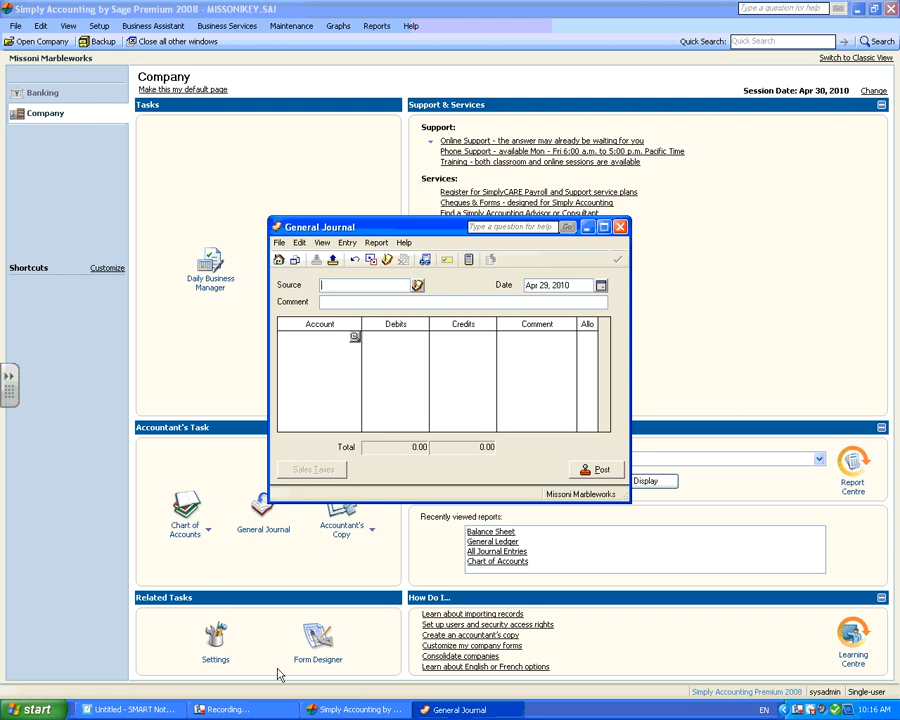 Simply Accounting by Sage Premium 2008 - MISSONIKEY.SAI
Type a question for help
File Edit View Setup Business Assistant Business Services Maintenance Graphs Reports Help
Open Company Backup Close all other windows
Quick Search: Quick Search Search
Missoni Marbleworks
Switch to Classic View
Banking
Company
Shortcuts Customize
Company
Make this my default page
Session Date: Apr 30, 2010 Change
Tasks
Daily Business
Manager
Support & Services
Support:
Online Support - the answer may already be waiting for you
Phone Support - available Mon - Fri 6:00 a.m. to 5:00 p.m. Pacific Time
Training - both classroom and online sessions are available
Services:
Register for SimplyCARE Payroll and Support service plans
Cheques & Forms - designed for Simply Accounting
Find a Simply Accounting Advisor or Consultant
General Journal
Type a question for help Go
File Edit View Entry Report Help
Source
Date Apr 29, 2010
Comment
Account Debits Credits Comment Allo
Total 0.00 0.00
Sales Taxes
Post
Missoni Marbleworks
Accountant's Task
Chart of
Accounts
General Journal
Accountant's
Copy
Display
Report
Centre
Recently viewed reports:
Balance Sheet
General Ledger
All Journal Entries
Chart of Accounts
Related Tasks
Settings
Form Designer
How Do I...
Learn about importing records
Set up users and security access rights
Create an accountant's copy
Customize my company forms
Consolidate companies
Learn about English or French options
Learning
Centre
Simply Accounting Premium 2008 sysadmin Single-user
start
Untitled - SMART Not...
Recording...
Simply Accounting by ...
General Journal
EN
10:16 AM